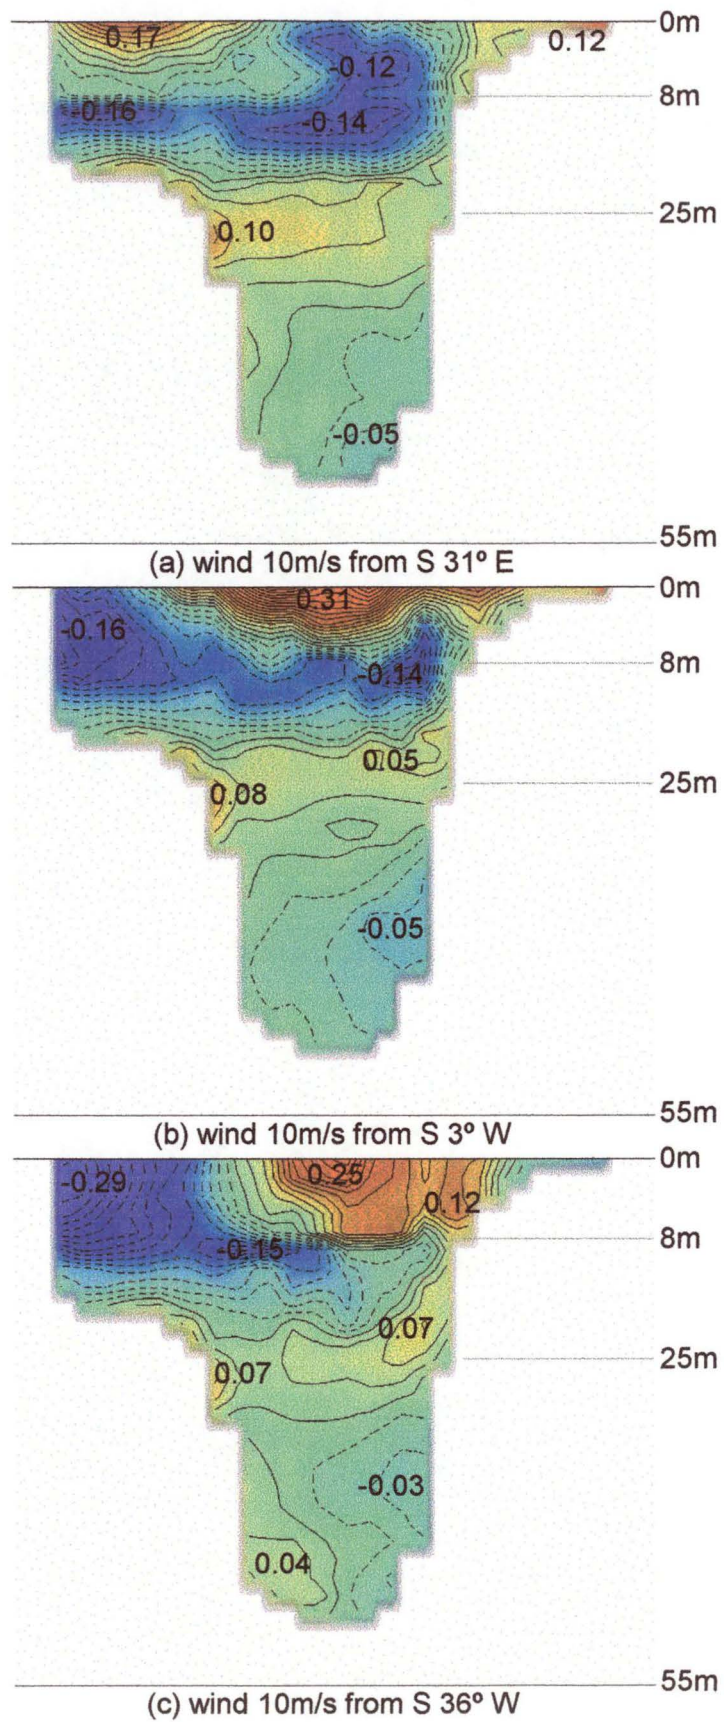 0m
0.17
0.12
-0.12
8m
-0.16
-0.14
25m
0.10
-0.05
55m
(a) wind 10m/s from S 31º E
0m
0.31
-0.16
8m
-0.14
0.05
25m
0.08
-0.05
55m
(b) wind 10m/s from S 3º W
0m
0.25
-0.29
0.12
8m
-0.15
0.07
25m
0.07
-0.03
0.04
55m
(c) wind 10m/s from S 36º W